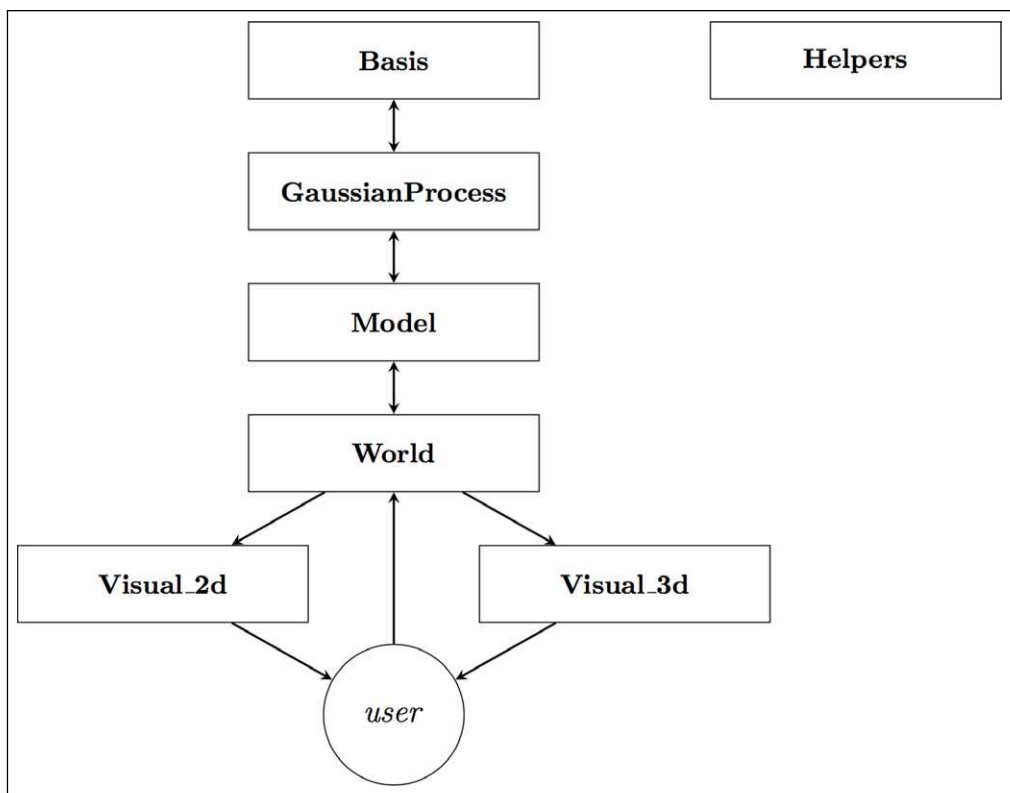 Basis
Helpers
GaussianProcess
Model
World
Visual_2d
Visual_3d
user